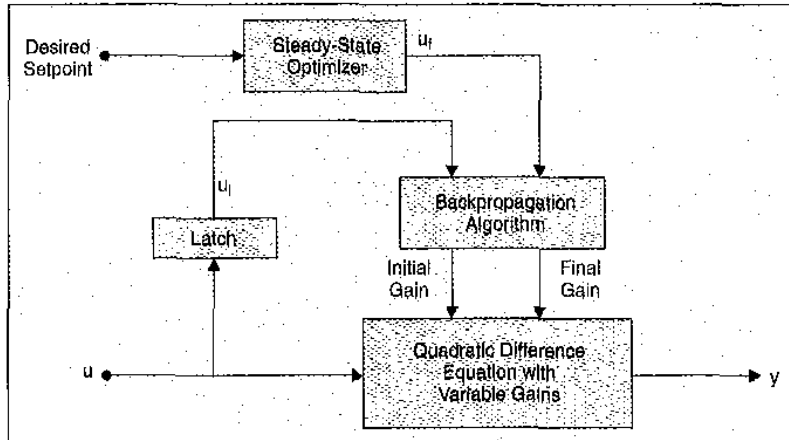 Desired
Setpoint
Steady-State
Optimizer
uf
ui
Latch
Backpropagation
Algorithm
Initial
Gain
Final
Gain
u
Quadratic Difference
Equation with
Variable Gains
y